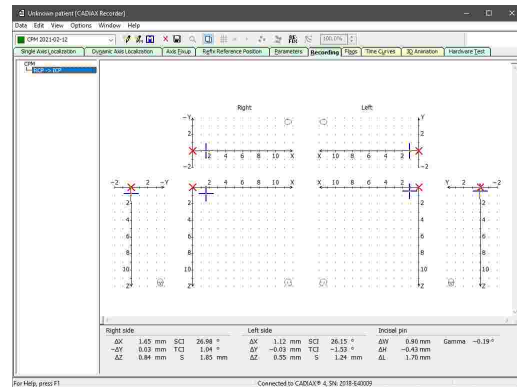 Unknown patient [CADIAX Recorder]
Data Edit View Options Window Help
CPM 2021-02-12 100.0%
Single Axis Localization Dynamic Axis Localization Axis Fixup Refix Reference Position Parameters Recording Flags Time Curves 3D Animation Hardware Test
CPM
RCP -> ICP
Right Left
-Y Y
2 2
2 4 6 8 10 X X 10 8 6 4 2
-2 -2
-2 2 -Y 2 4 6 8 10 X X 10 8 6 4 2 Y -2 2
2 2 2 2
4 4 4 4
6 6 6 6
8 8 8 8
10 10 10 10
Z Z Z Z
Right side Left side Incisal pin
ΔX 1.65 mm SCI 26.98 ° ΔX 1.12 mm SCI 26.15 ° ΔW 0.90 mm Gamma -0.19°
-ΔY 0.03 mm TCI 1.04 ° ΔY -0.03 mm TCI -1.53 ° ΔH -0.43 mm
ΔZ 0.84 mm S 1.85 mm ΔZ 0.55 mm S 1.24 mm ΔL 1.70 mm
For Help, press F1 Connected to CADIAX® 4, SN: 2018-E40009